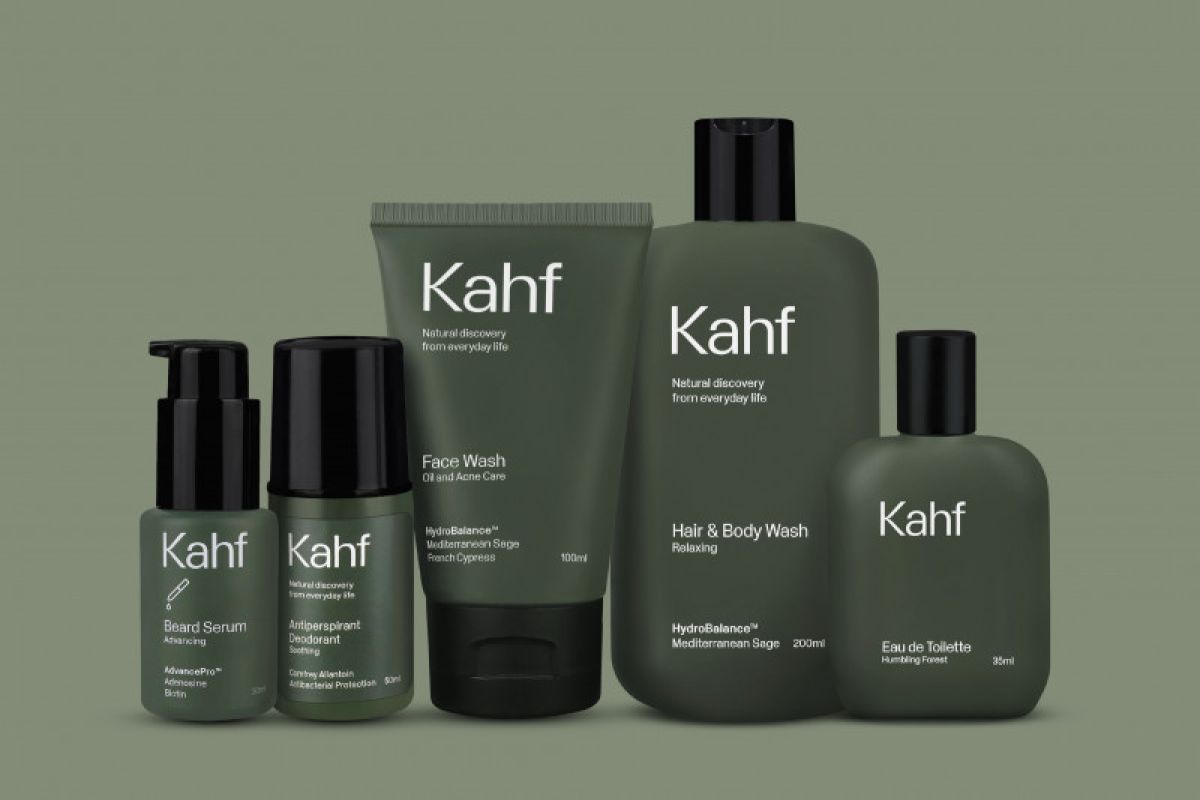 Kahf
Beard Serum
Advancing
AdvancePro™
Adenosine
Biotin
Kahf
Natural discovery
from everyday life
Antiperspirant
Deodorant
Soothing
Comfrey Allantoin
Antibacterial Protection 50ml
Kahf
Natural discovery
from everyday life
Face Wash
Oil and Acne Care
HydroBalance™
Mediterranean Sage
French Cypress 100ml
Kahf
Natural discovery
from everyday life
Hair & Body Wash
Relaxing
HydroBalance™
Mediterranean Sage 200ml
Kahf
Eau de Toilette
Humbling Forest 35ml